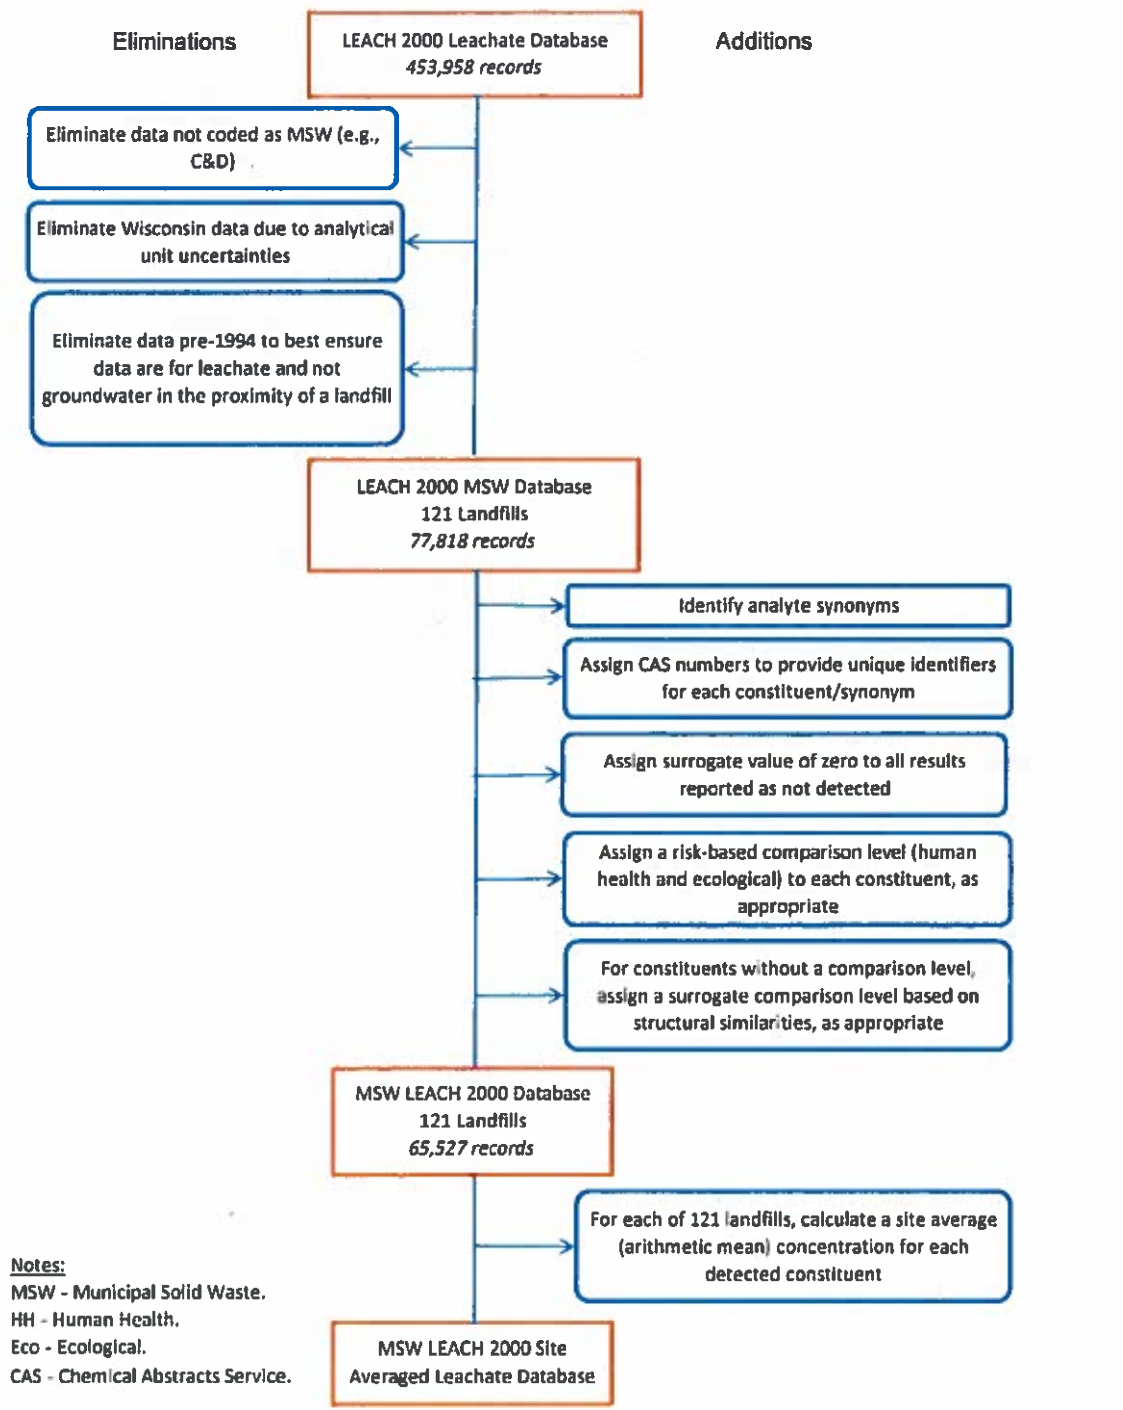 Eliminations
LEACH 2000 Leachate Database
453,958 records
Additions
Eliminate data not coded as MSW (e.g.,
C&D)
Eliminate Wisconsin data due to analytical
unit uncertainties
Eliminate data pre-1994 to best ensure
data are for leachate and not
groundwater in the proximity of a landfill
LEACH 2000 MSW Database
121 Landfills
77,818 records
Identify analyte synonyms
Assign CAS numbers to provide unique identifiers
for each constituent/synonym
Assign surrogate value of zero to all results
reported as not detected
Assign a risk-based comparison level (human
health and ecological) to each constituent, as
appropriate
For constituents without a comparison level,
assign a surrogate comparison level based on
structural similarities, as appropriate
MSW LEACH 2000 Database
121 Landfills
65,527 records
For each of 121 landfills, calculate a site average
(arithmetic mean) concentration for each
detected constituent
Notes:
MSW - Municipal Solid Waste.
HH - Human Health.
Eco - Ecological.
CAS - Chemical Abstracts Service.
MSW LEACH 2000 Site
Averaged Leachate Database